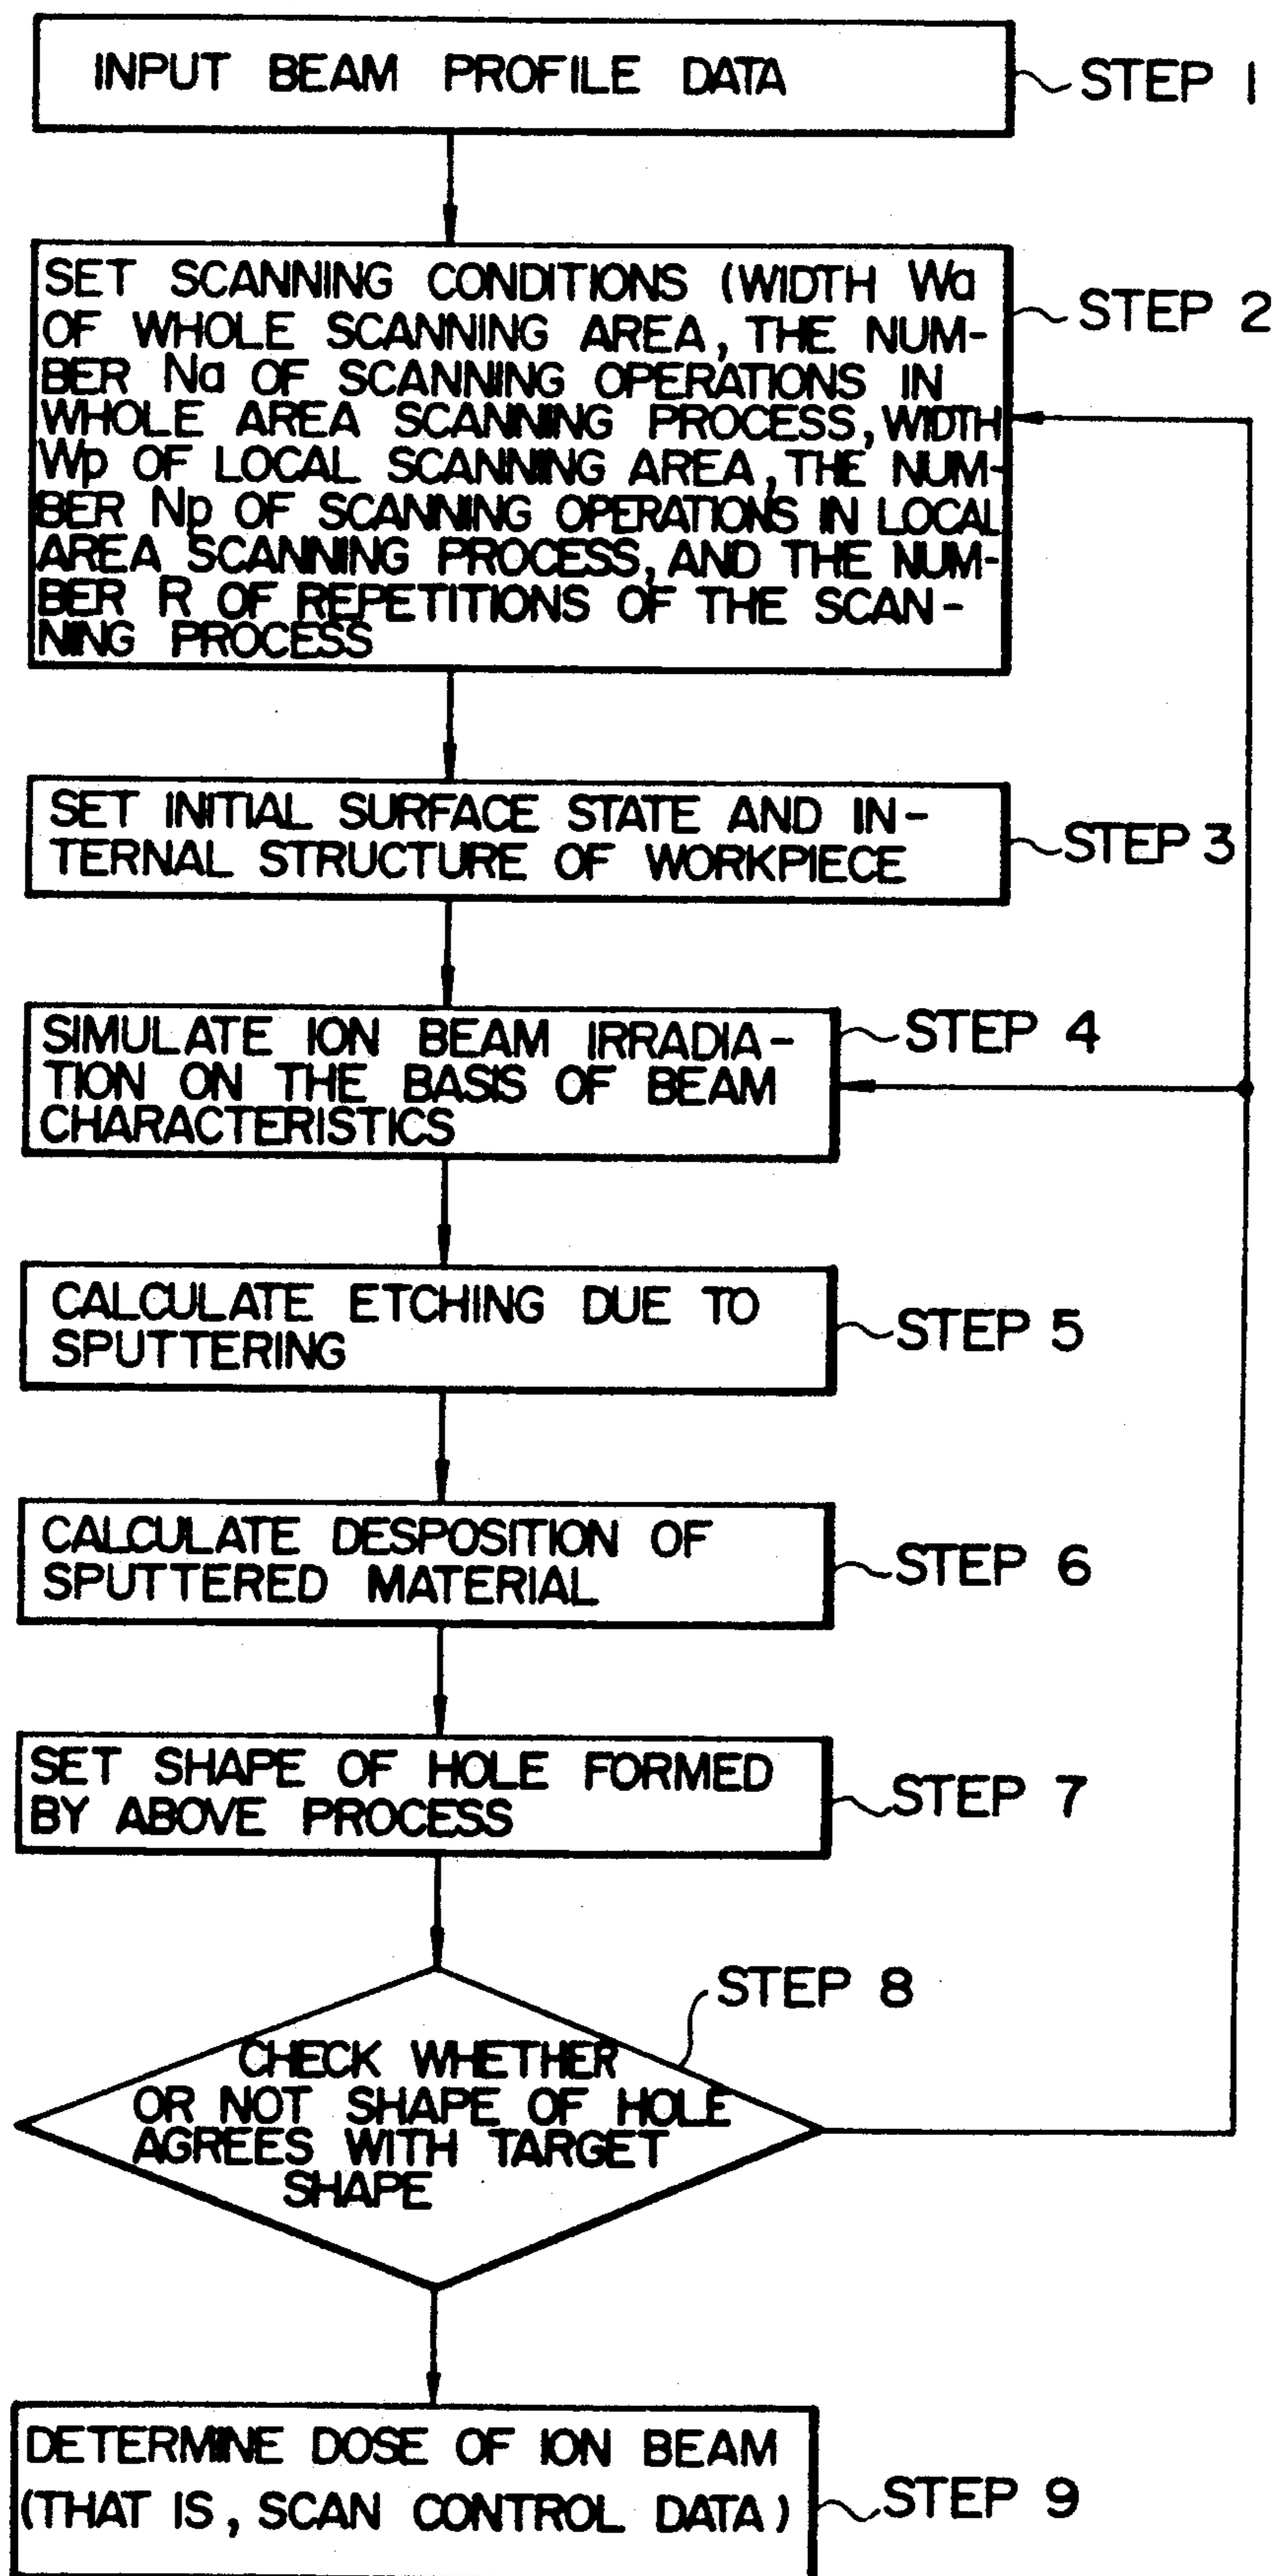 INPUT BEAM PROFILE DATA
STEP 1
SET SCANNING CONDITIONS (WIDTH Wa
OF WHOLE SCANNING AREA, THE NUM-
BER Na OF SCANNING OPERATIONS IN
WHOLE AREA SCANNING PROCESS, WIDTH
Wp OF LOCAL SCANNING AREA, THE NUM-
BER Np OF SCANNING OPERATIONS IN LOCAL
AREA SCANNING PROCESS, AND THE NUM-
BER R OF REPETITIONS OF THE SCAN-
NING PROCESS
STEP 2
SET INITIAL SURFACE STATE AND IN-
TERNAL STRUCTURE OF WORKPIECE
STEP 3
SIMULATE ION BEAM IRRADIA-
TION ON THE BASIS OF BEAM
CHARACTERISTICS
STEP 4
CALCULATE ETCHING DUE TO
SPUTTERING
STEP 5
CALCULATE DESPOSITION OF
SPUTTERED MATERIAL
STEP 6
SET SHAPE OF HOLE FORMED
BY ABOVE PROCESS
STEP 7
STEP 8
CHECK WHETHER
OR NOT SHAPE OF HOLE
AGREES WITH TARGET
SHAPE
DETERMINE DOSE OF ION BEAM
(THAT IS, SCAN CONTROL DATA)
STEP 9